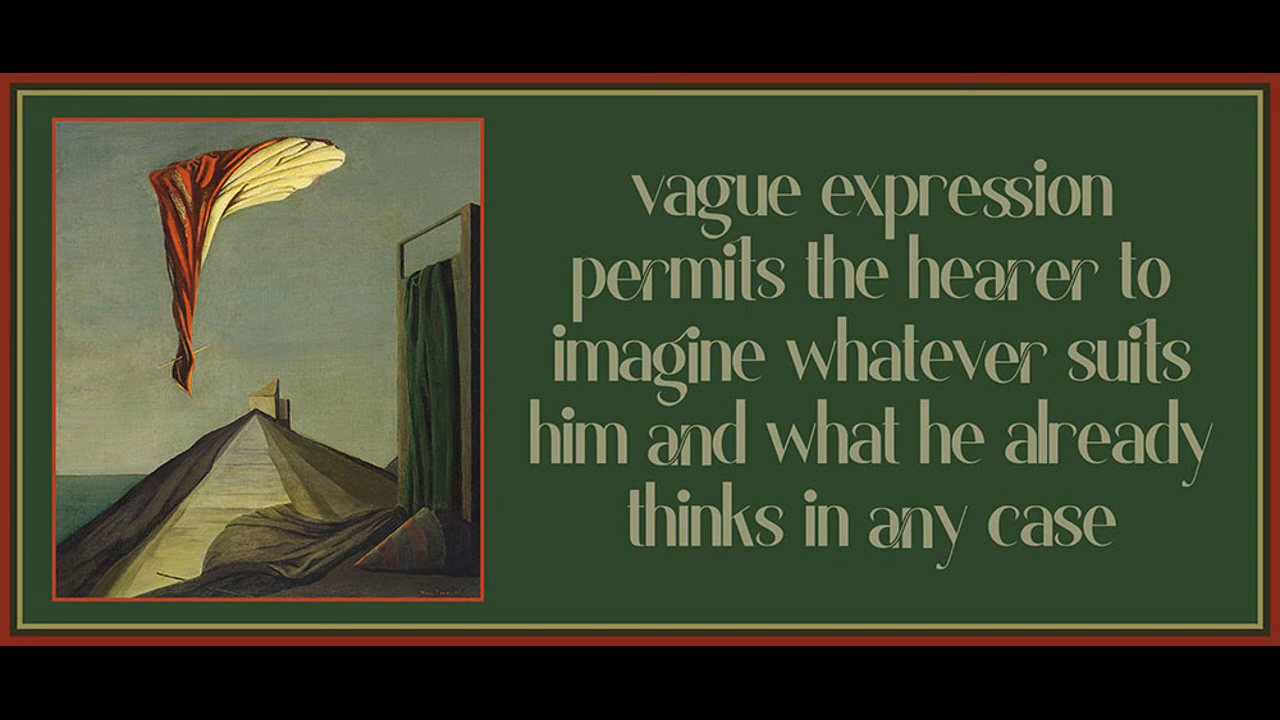 vague expression
permits the hearer to
imagine whatever suits
him and what he already
thinks in any case